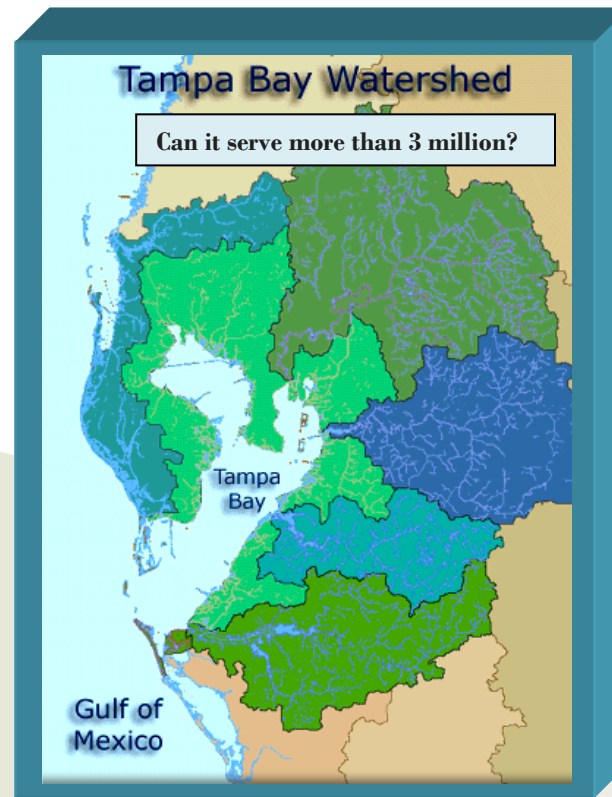 Tampa Bay Watershed
Can it serve more than 3 million?
Tampa
Bay
Gulf of
Mexico